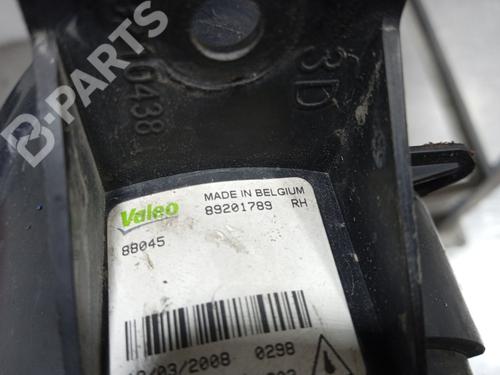 B-PARTS
0438
3D
Valeo
MADE IN BELGIUM
89201789 RH
88045
/03/2008 0298